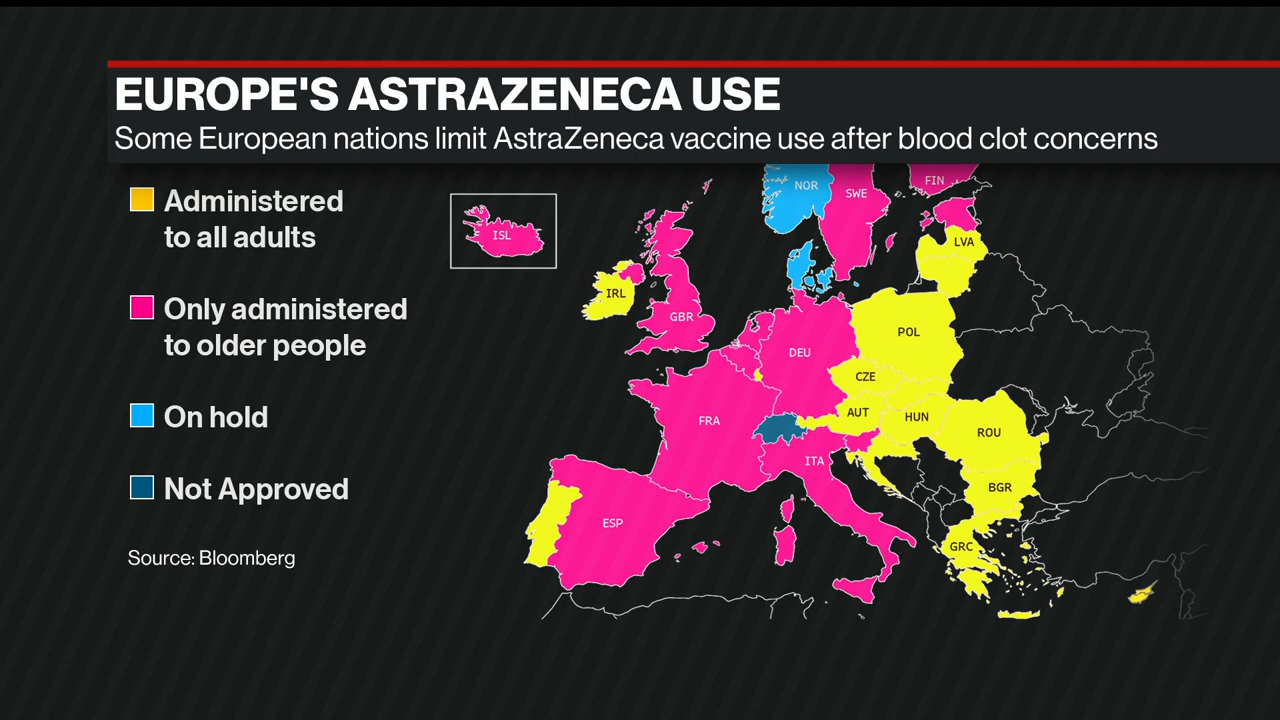 EUROPE'S ASTRAZENECA USE
Some European nations limit AstraZeneca vaccine use after blood clot concerns
Administered
to all adults
Only administered
to older people
On hold
Not Approved
Source: Bloomberg
ISL
NOR
SWE
FIN
LVA
IRL
GBR
POL
DEU
CZE
AUT
HUN
FRA
ROU
ITA
BGR
ESP
GRC